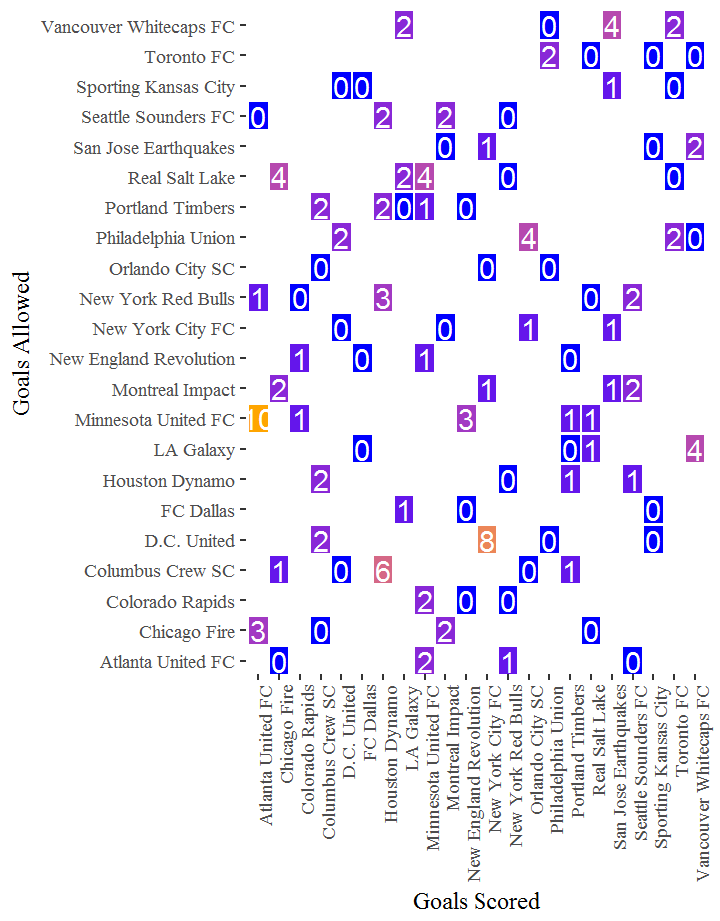 Vancouver Whitecaps FC 2 0 4 2
Toronto FC 2 0 0 0
Sporting Kansas City 0 0 1 0
Seattle Sounders FC 0 2 2 0
San Jose Earthquakes 0 1 0 2
Real Salt Lake 4 2 4 0 0
Portland Timbers 2 2 0 1 0
Philadelphia Union 2 4 2 0
Orlando City SC 0 0 0
New York Red Bulls 1 0 3 0 2
New York City FC 0 0 1 1
New England Revolution 1 0 1 0
Montreal Impact 2 1 1 2
Minnesota United FC 10 1 3 1 1
LA Galaxy 0 0 1 4
Houston Dynamo 2 0 1 1
FC Dallas 1 0 0
D.C. United 2 8 0 0
Columbus Crew SC 1 0 6 0 1
Colorado Rapids 2 0 0
Chicago Fire 3 0 2 0
Atlanta United FC 0 2 1 0
Goals Allowed
Atlanta United FC
Chicago Fire
Colorado Rapids
Columbus Crew SC
D.C. United
FC Dallas
Houston Dynamo
LA Galaxy
Minnesota United FC
Montreal Impact
New England Revolution
New York City FC
New York Red Bulls
Orlando City SC
Philadelphia Union
Portland Timbers
Real Salt Lake
San Jose Earthquakes
Seattle Sounders FC
Sporting Kansas City
Toronto FC
Vancouver Whitecaps FC
Goals Scored